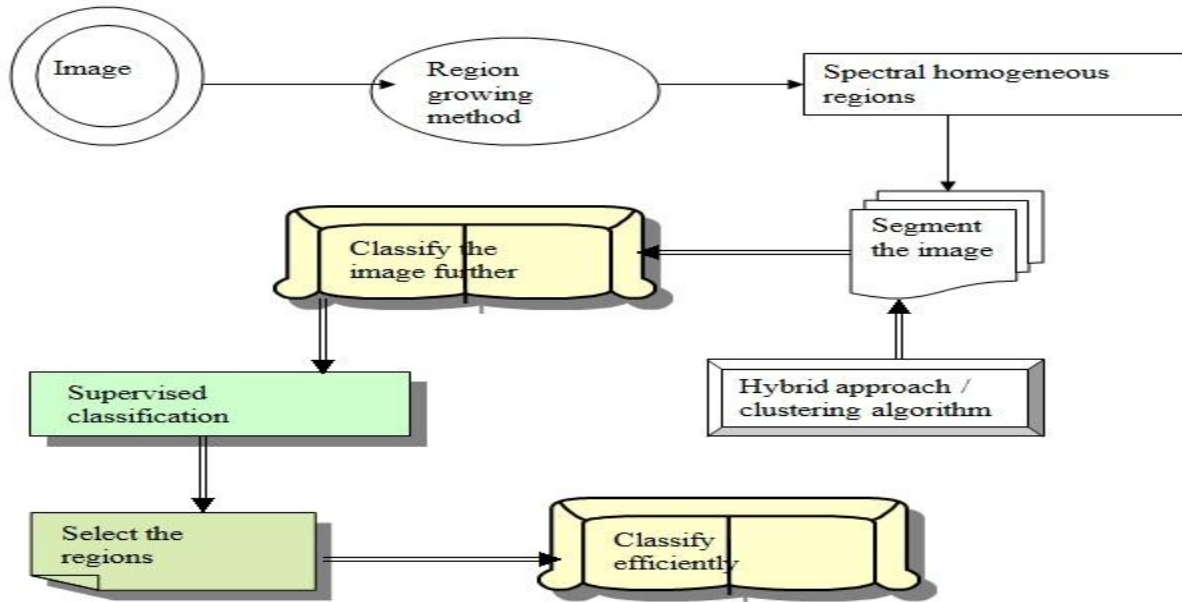 Image
Region
growing
method
Spectral homogeneous
regions
Segment
the image
Classify the
image further
Hybrid approach /
clustering algorithm
Supervised
classification
Select the
regions
Classify
efficiently